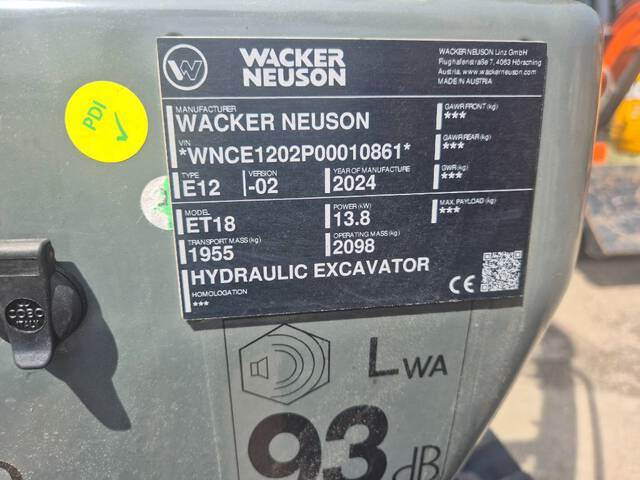 WACKER
NEUSON
WACKER NEUSON Linz GmbH
Flughafenstraße 7, 4063 Hörsching
Austria, www.wackerneuson.com
MADE IN AUSTRIA
PDI
MANUFACTURER
WACKER NEUSON
VIN
*WNCE1202P00010861*
TYPE VERSION YEAR OF MANUFACTURE
E12 -02 2024
MODEL POWER (kW)
ET18 13.8
TRANSPORT MASS (kg) OPERATING MASS (kg)
1955 2098
HYDRAULIC EXCAVATOR
HOMOLOGATION
***
GAWR FRONT (kg)
***
GAWR REAR (kg)
***
GWR (kg)
***
MAX. PAYLOAD (kg)
***
CE
COBO
ITALY
LWA
93 dB